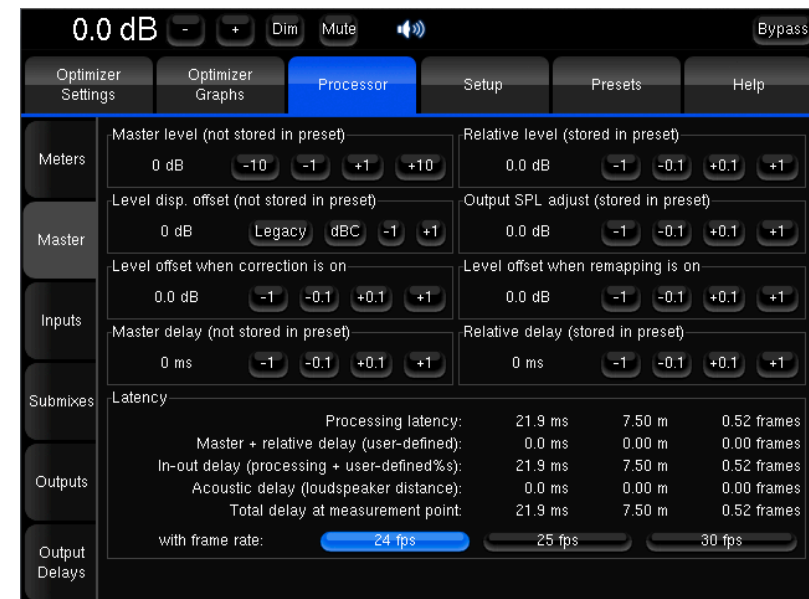 0.0 dB - + Dim Mute Bypass
Optimizer Settings Optimizer Graphs Processor Setup Presets Help
Meters
Master
Inputs
Submixes
Outputs
Output Delays
Master level (not stored in preset) Relative level (stored in preset)
0 dB -10 -1 +1 +10 0.0 dB -1 -0.1 +0.1 +1
Level disp. offset (not stored in preset) Output SPL adjust (stored in preset)
0 dB Legacy dBC -1 +1 0.0 dB -1 -0.1 +0.1 +1
Level offset when correction is on Level offset when remapping is on
0.0 dB -1 -0.1 +0.1 +1 0.0 dB -1 -0.1 +0.1 +1
Master delay (not stored in preset) Relative delay (stored in preset)
0 ms -1 -0.1 +0.1 +1 0 ms -1 -0.1 +0.1 +1
Latency
Processing latency: 21.9 ms 7.50 m 0.52 frames
Master + relative delay (user-defined): 0.0 ms 0.00 m 0.00 frames
In-out delay (processing + user-defined%s): 21.9 ms 7.50 m 0.52 frames
Acoustic delay (loudspeaker distance): 0.0 ms 0.00 m 0.00 frames
Total delay at measurement point: 21.9 ms 7.50 m 0.52 frames
with frame rate: 24 fps 25 fps 30 fps